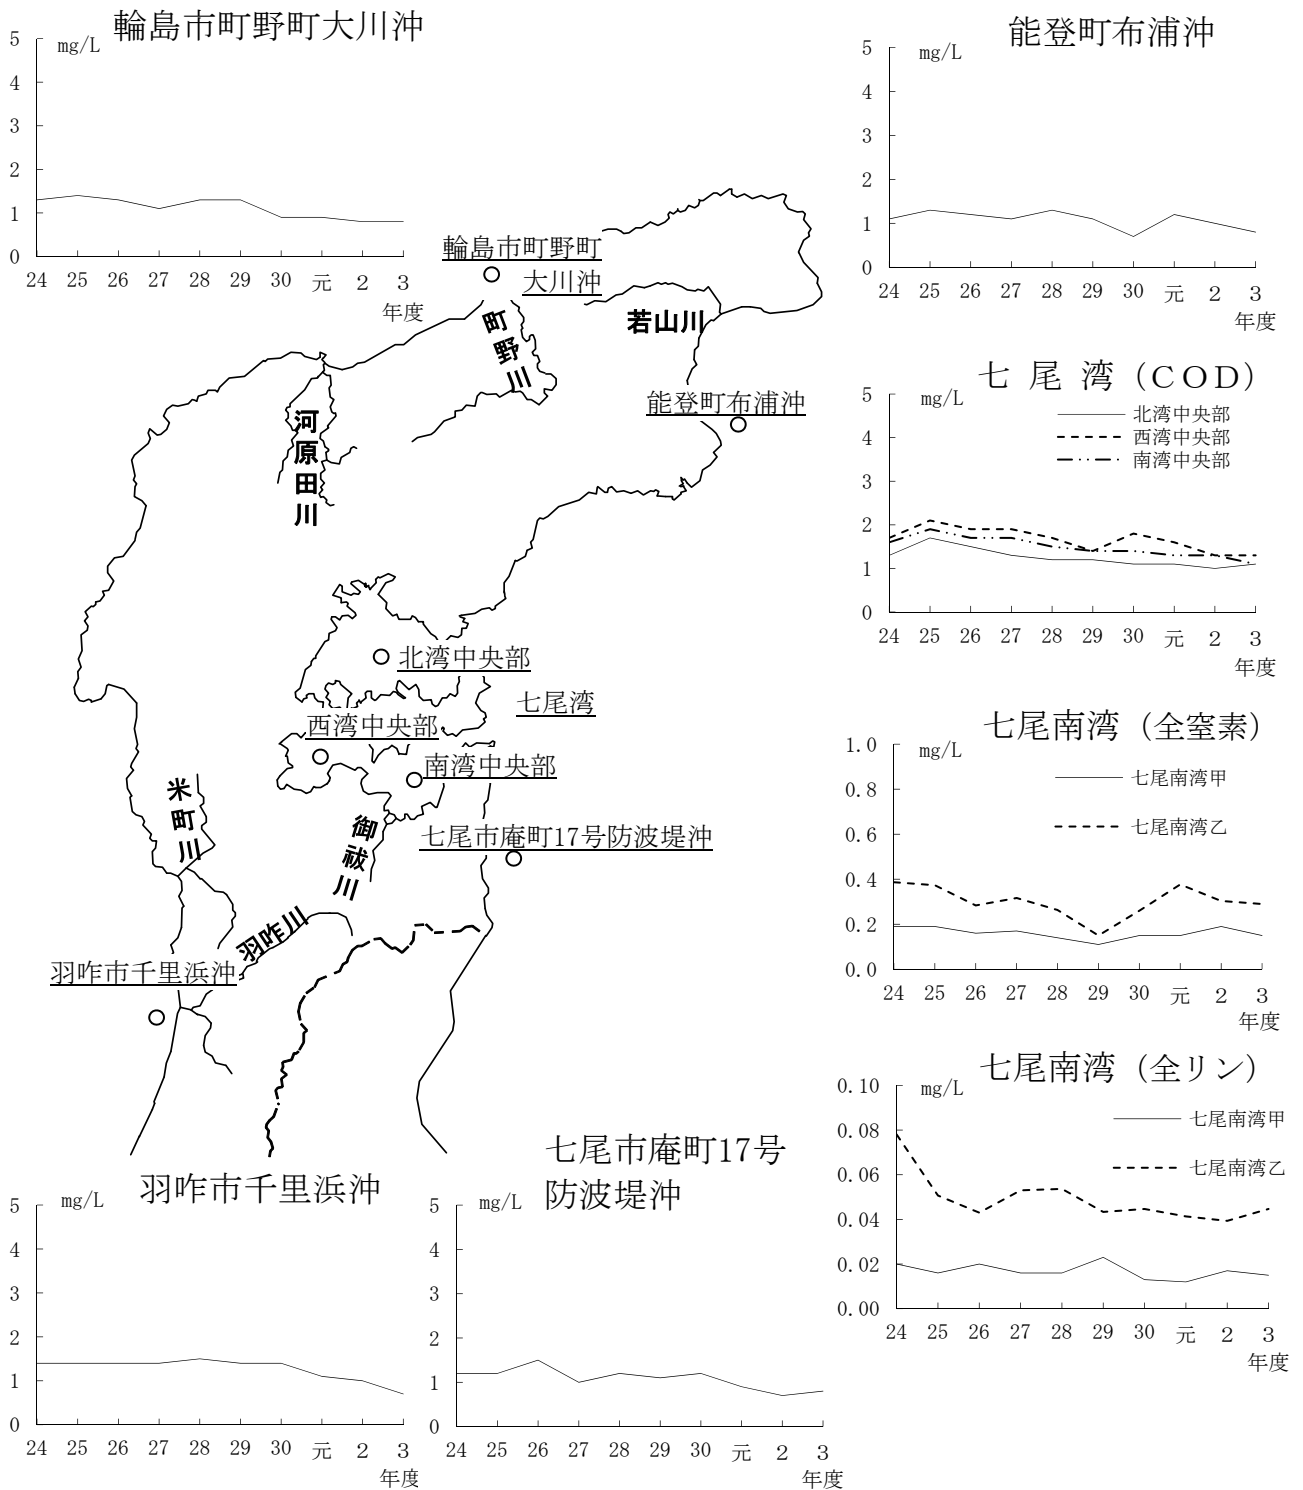 輪島市町野町大川沖
mg/L
5
4
3
2
1
0
24 25 26 27 28 29 30 元 2 3
年度
能登町布浦沖
mg/L
5
4
3
2
1
0
24 25 26 27 28 29 30 元 2 3
年度
輪島市町野町
大川沖
町野川
若山川
能登町布浦沖
河原田川
北湾中央部
七尾湾
西湾中央部
南湾中央部
米町川
御祓川
七尾市庵町17号防波堤沖
羽咋川
羽咋市千里浜沖
七尾湾（COD）
mg/L
北湾中央部
西湾中央部
南湾中央部
5
4
3
2
1
0
24 25 26 27 28 29 30 元 2 3
年度
七尾南湾（全窒素）
mg/L
七尾南湾甲
七尾南湾乙
1.0
0.8
0.6
0.4
0.2
0.0
24 25 26 27 28 29 30 元 2 3
年度
七尾南湾（全リン）
mg/L
七尾南湾甲
七尾南湾乙
0.10
0.08
0.06
0.04
0.02
0.00
24 25 26 27 28 29 30 元 2 3
年度
羽咋市千里浜沖
mg/L
5
4
3
2
1
0
24 25 26 27 28 29 30 元 2 3
年度
七尾市庵町17号
防波堤沖
mg/L
5
4
3
2
1
0
24 25 26 27 28 29 30 元 2 3
年度